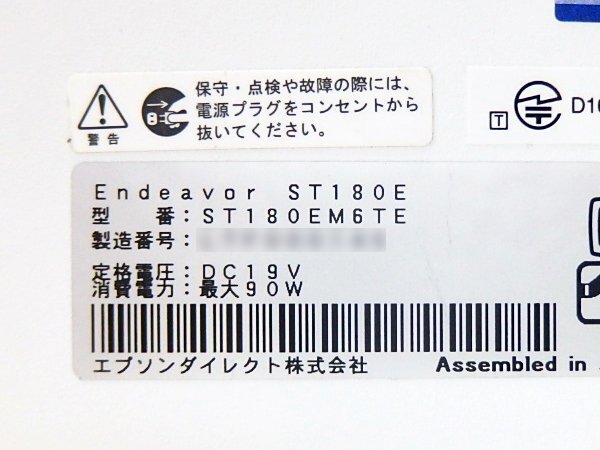 保守・点検や故障の際には、
電源プラグをコンセントから
抜いてください。
警告
T D16
Endeavor ST180E
型 番:ST180EM6TE
製造番号:
定格電圧:DC19V
消費電力:最大90W
エプソンダイレクト株式会社 Assembled in